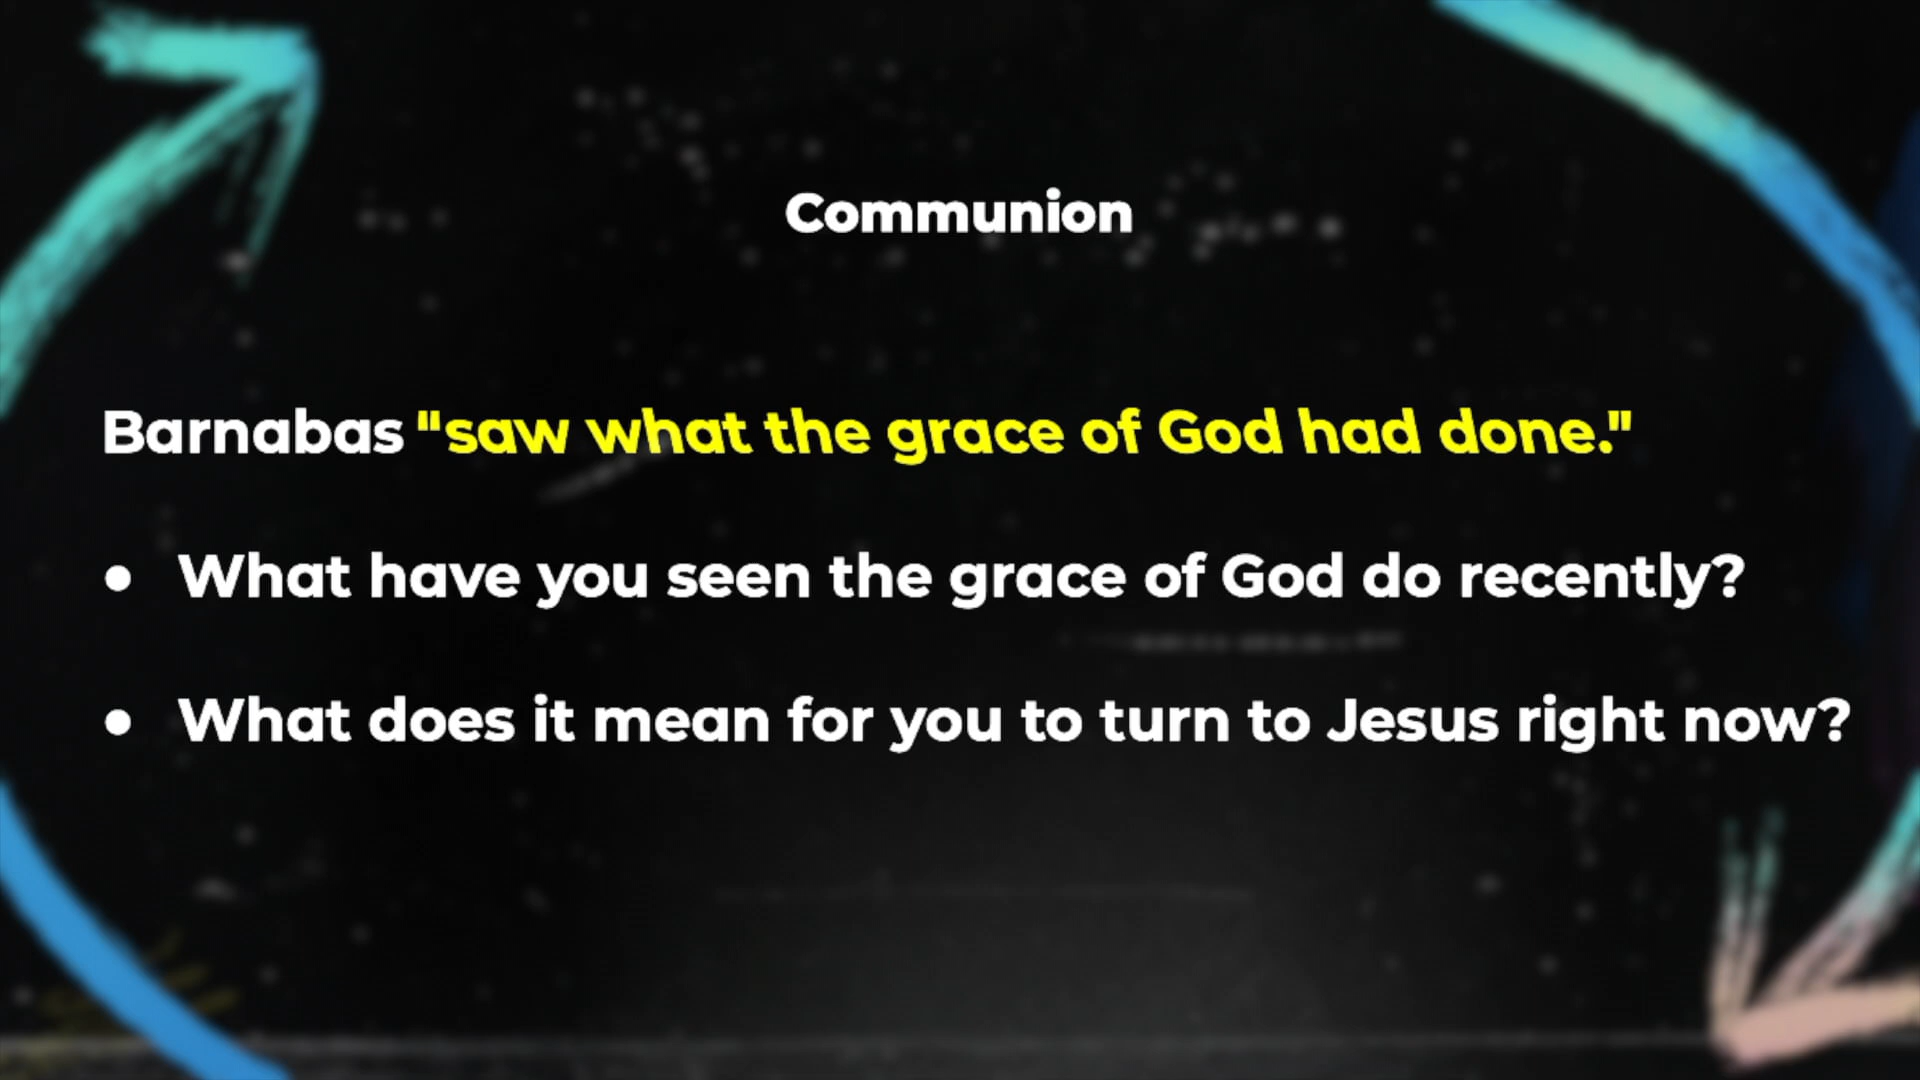 Communion
Barnabas "saw what the grace of God had done."
• What have you seen the grace of God do recently?
• What does it mean for you to turn to Jesus right now?